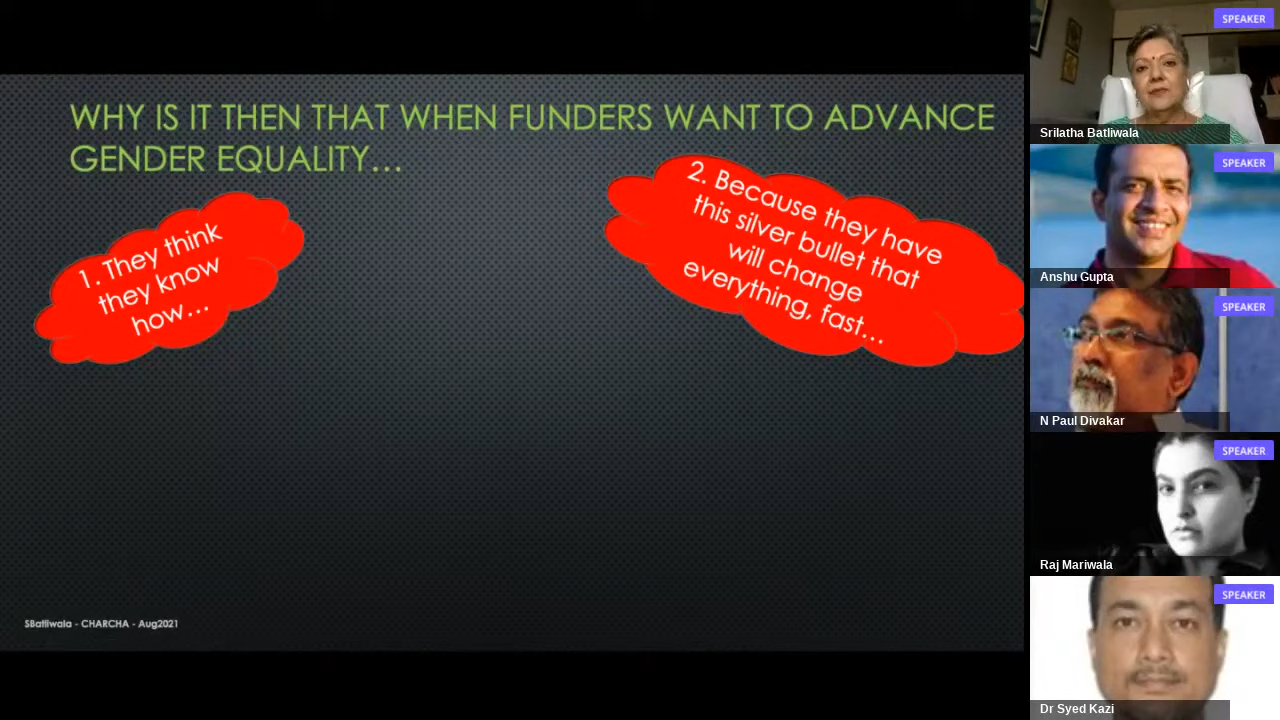 WHY IS IT THEN THAT WHEN FUNDERS WANT TO ADVANCE
GENDER EQUALITY...
1. They think
they know
how...
2. Because they have
this silver bullet that
will change
everything, fast...
SBatliwala - CHARCHA - Aug2021
SPEAKER
Srilatha Batliwala
SPEAKER
Anshu Gupta
SPEAKER
N Paul Divakar
SPEAKER
Raj Mariwala
SPEAKER
Dr Syed Kazi